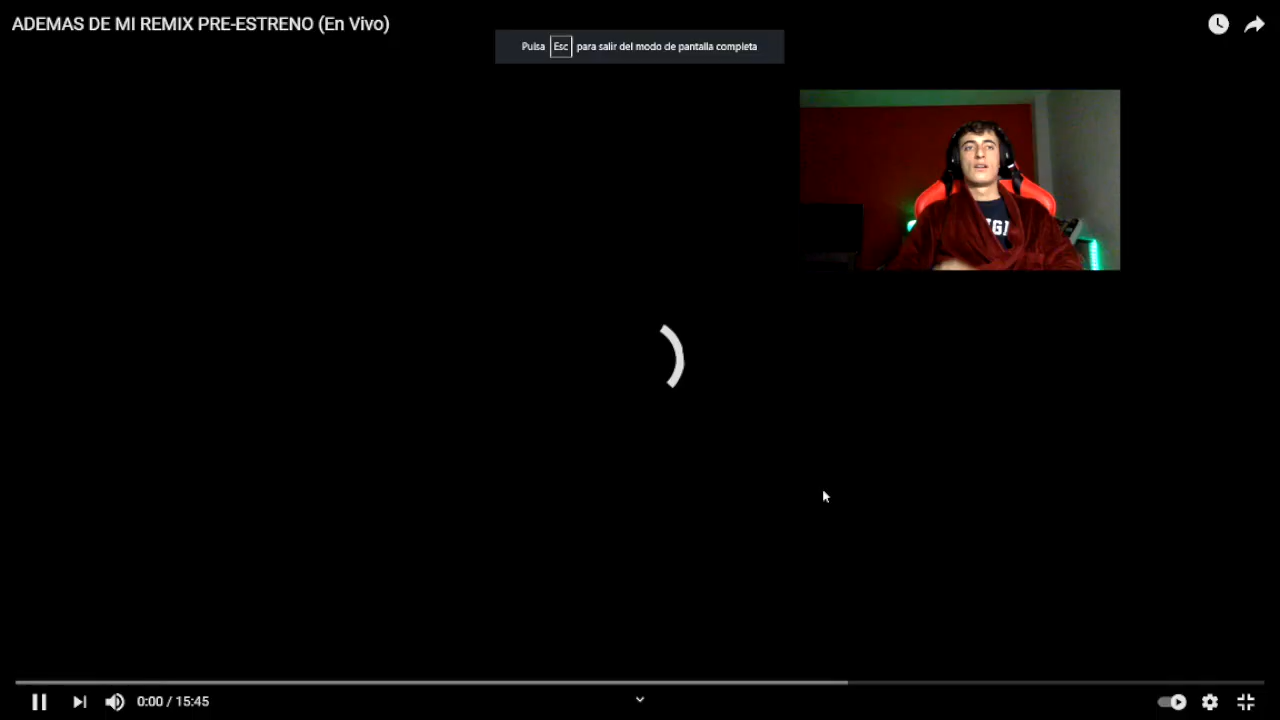 ADEMAS DE MI REMIX PRE-ESTRENO (En Vivo)
Pulsa Esc para salir del modo de pantalla completa
0:00 / 15:45